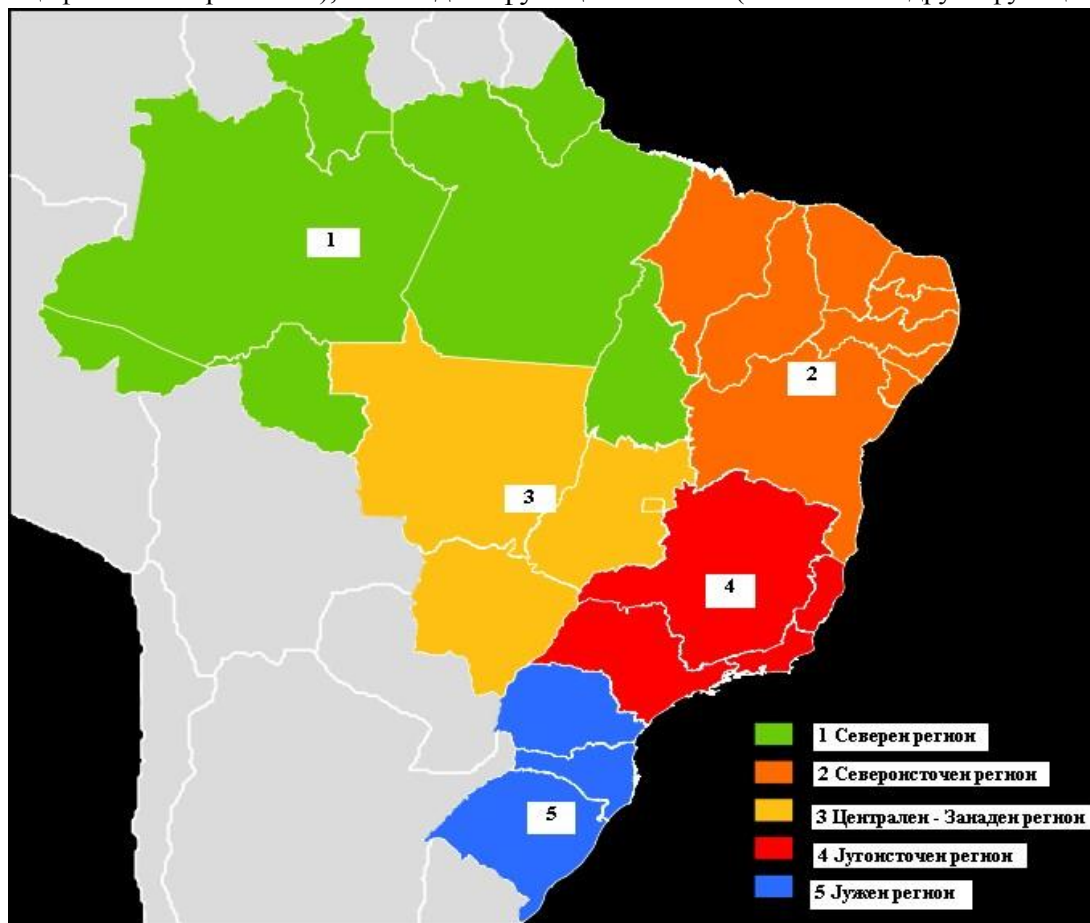 1
2
3
4
5
1 Северен регион
2 Североисточен регион
3 Централен - Западен регион
4 Југоисточен регион
5 Јужен регион